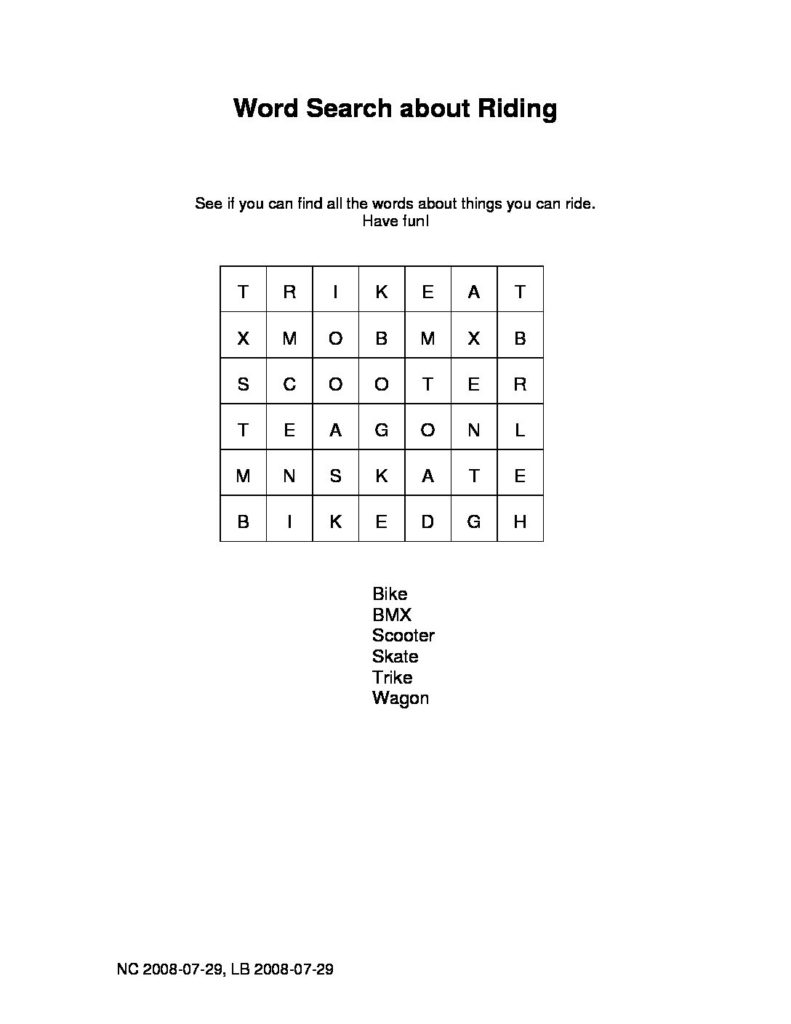 Word Search about Riding
See if you can find all the words about things you can ride.
Have fun!
T R I K E A T
X M O B M X B
S C O O T E R
T E A G O N L
M N S K A T E
B I K E D G H
Bike
BMX
Scooter
Skate
Trike
Wagon
NC 2008-07-29, LB 2008-07-29